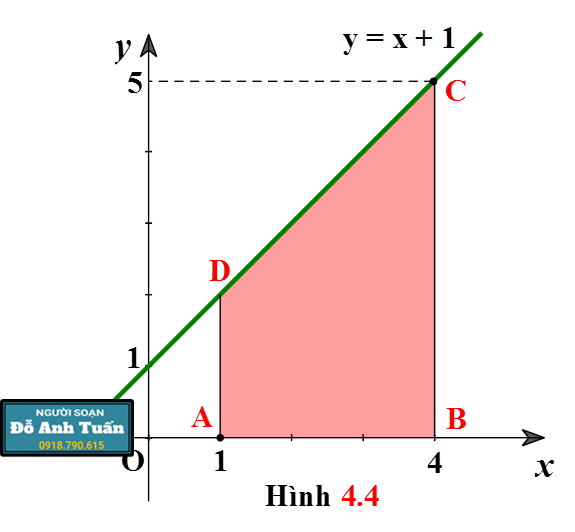 y = x + 1
y
5
C
D
1
NGƯỜI SOẠN
Đỗ Anh Tuấn
0918.790.615
A
B
O
1
4
x
Hình 4.4